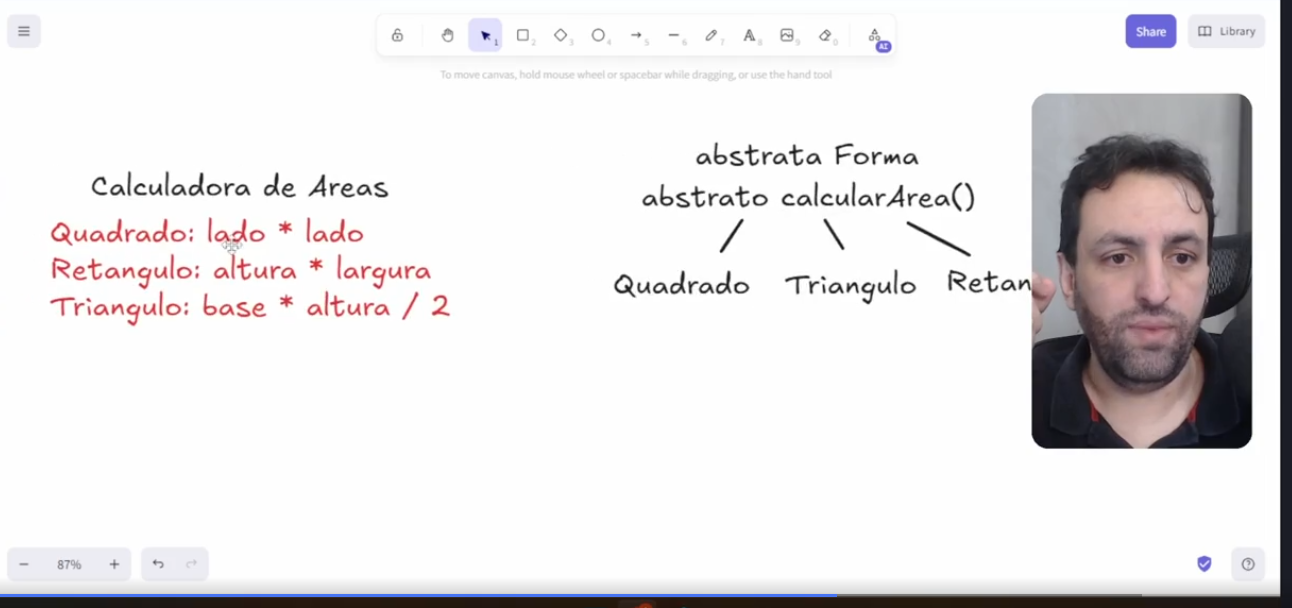 Share
Library
1
2
3
4
5
6
7
8
9
0
AI
To move canvas, hold mouse wheel or spacebar while dragging, or use the hand tool
Calculadora de Areas
Quadrado: lado * lado
Retangulo: altura * largura
Triangulo: base * altura / 2
abstrata Forma
abstrato calcularArea()
Quadrado Triangulo Retan
87%